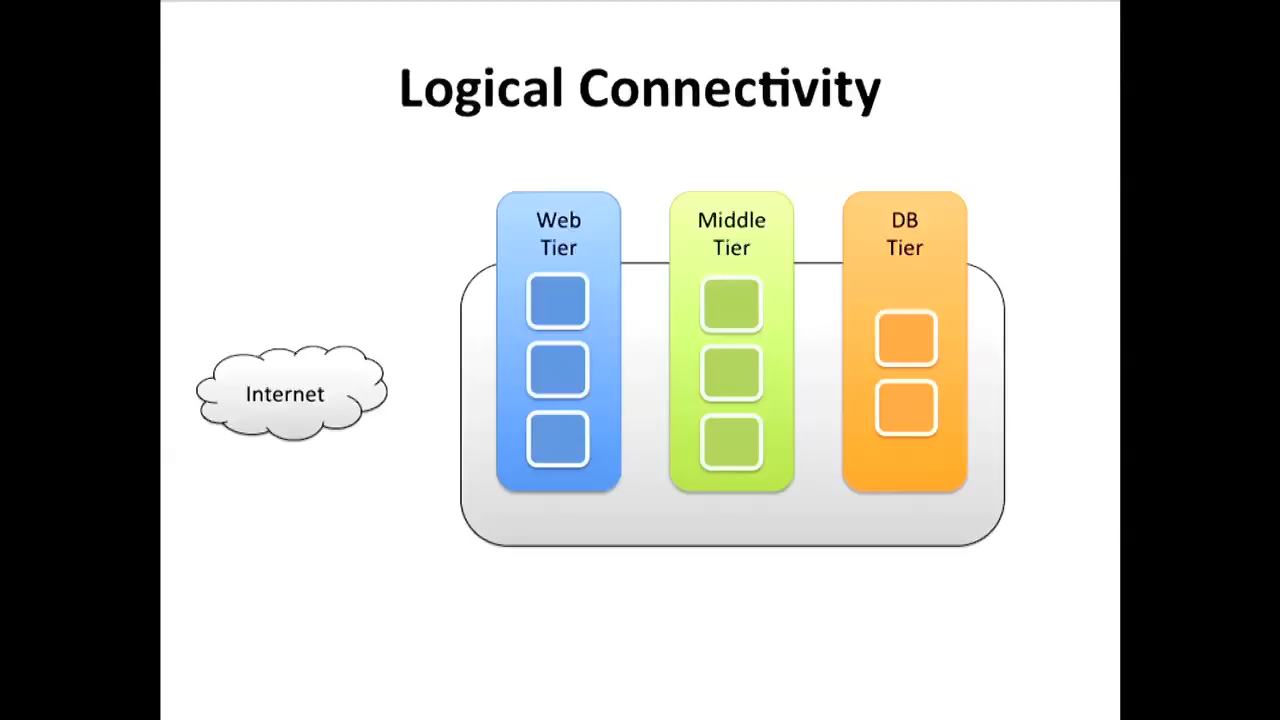 Logical Connectivity
Web
Tier
Middle
Tier
DB
Tier
Internet